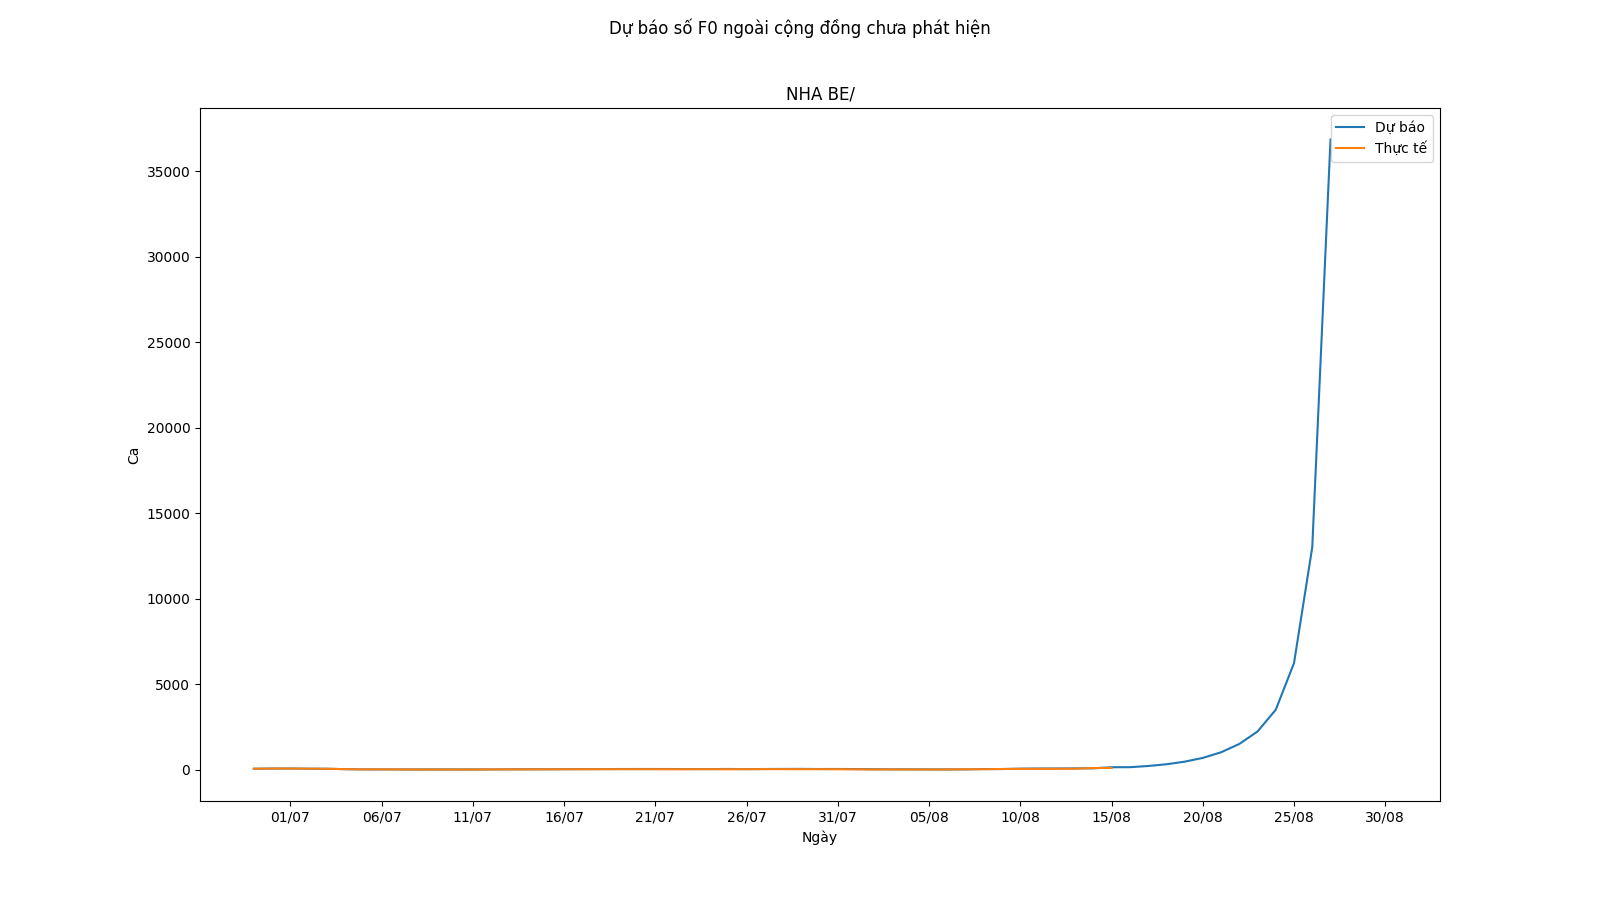 Dự báo số F0 ngoài cộng đồng chưa phát hiện
NHA BE/
Dự báo
Thực tế
35000
30000
25000
20000
15000
10000
5000
0
Ca
01/07 06/07 11/07 16/07 21/07 26/07 31/07 05/08 10/08 15/08 20/08 25/08 30/08
Ngày